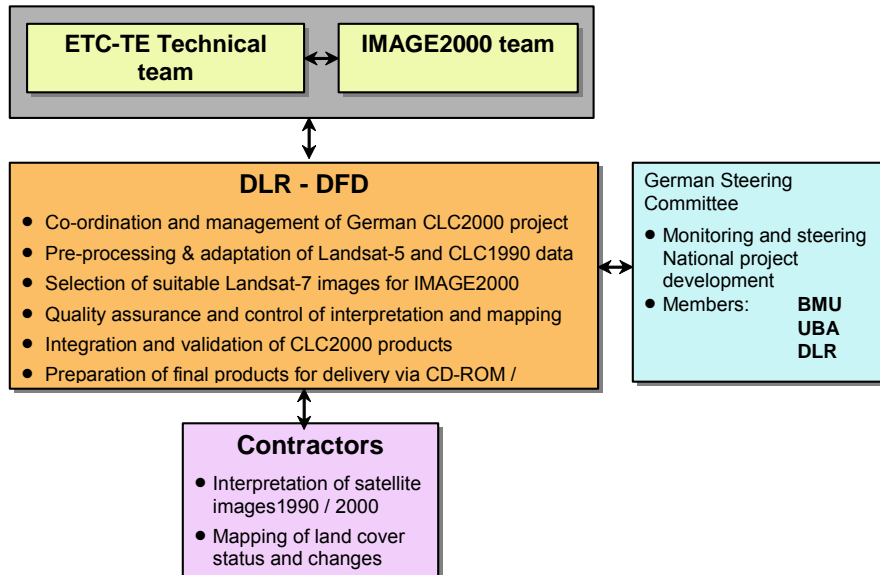 ETC-TE Technical
team
IMAGE2000 team
DLR - DFD
• Co-ordination and management of German CLC2000 project
• Pre-processing & adaptation of Landsat-5 and CLC1990 data
• Selection of suitable Landsat-7 images for IMAGE2000
• Quality assurance and control of interpretation and mapping
• Integration and validation of CLC2000 products
• Preparation of final products for delivery via CD-ROM /
German Steering
Committee
• Monitoring and steering
National project
development
• Members: BMU
UBA
DLR
Contractors
• Interpretation of satellite
images1990 / 2000
• Mapping of land cover
status and changes